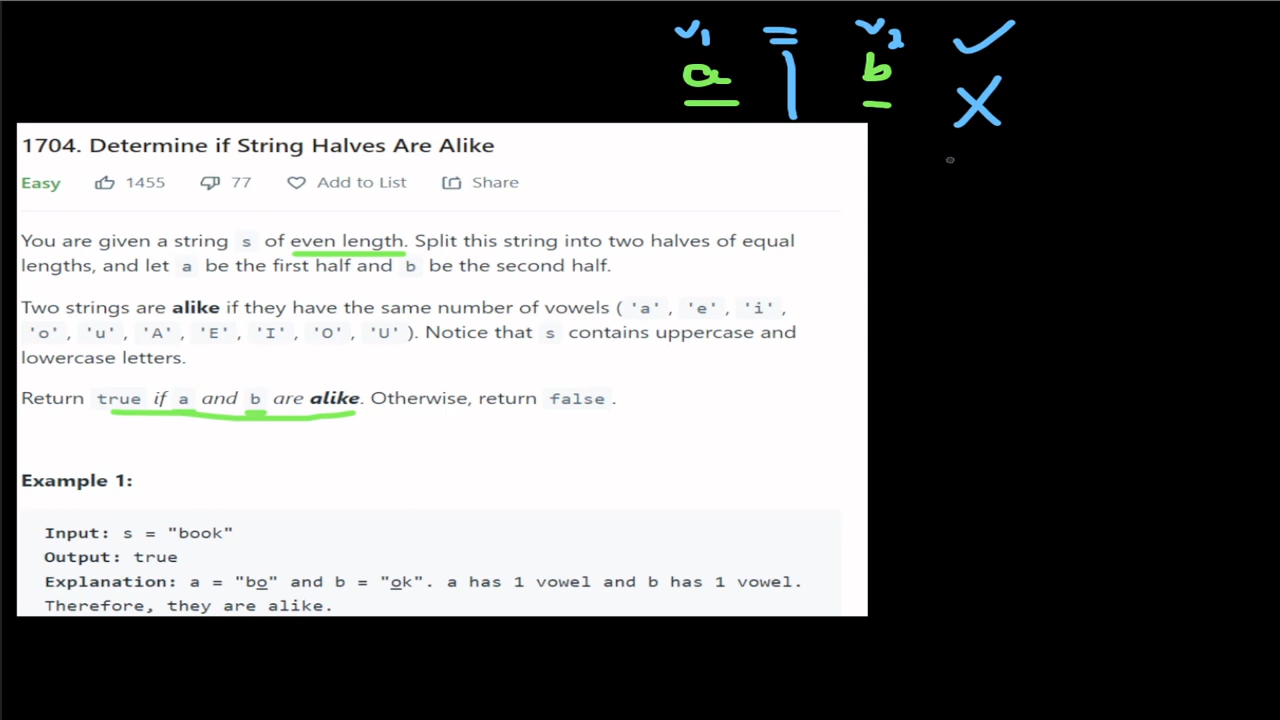 v1 = v2 ✓
a | b X
1704. Determine if String Halves Are Alike
Easy 1455 77 Add to List Share
You are given a string s of even length. Split this string into two halves of equal
lengths, and let a be the first half and b be the second half.
Two strings are alike if they have the same number of vowels ( 'a' , 'e' , 'i' ,
'o' , 'u' , 'A' , 'E' , 'I' , 'O' , 'U' ). Notice that s contains uppercase and
lowercase letters.
Return true if a and b are alike. Otherwise, return false .
Example 1:
Input: s = "book"
Output: true
Explanation: a = "bo" and b = "ok". a has 1 vowel and b has 1 vowel.
Therefore, they are alike.